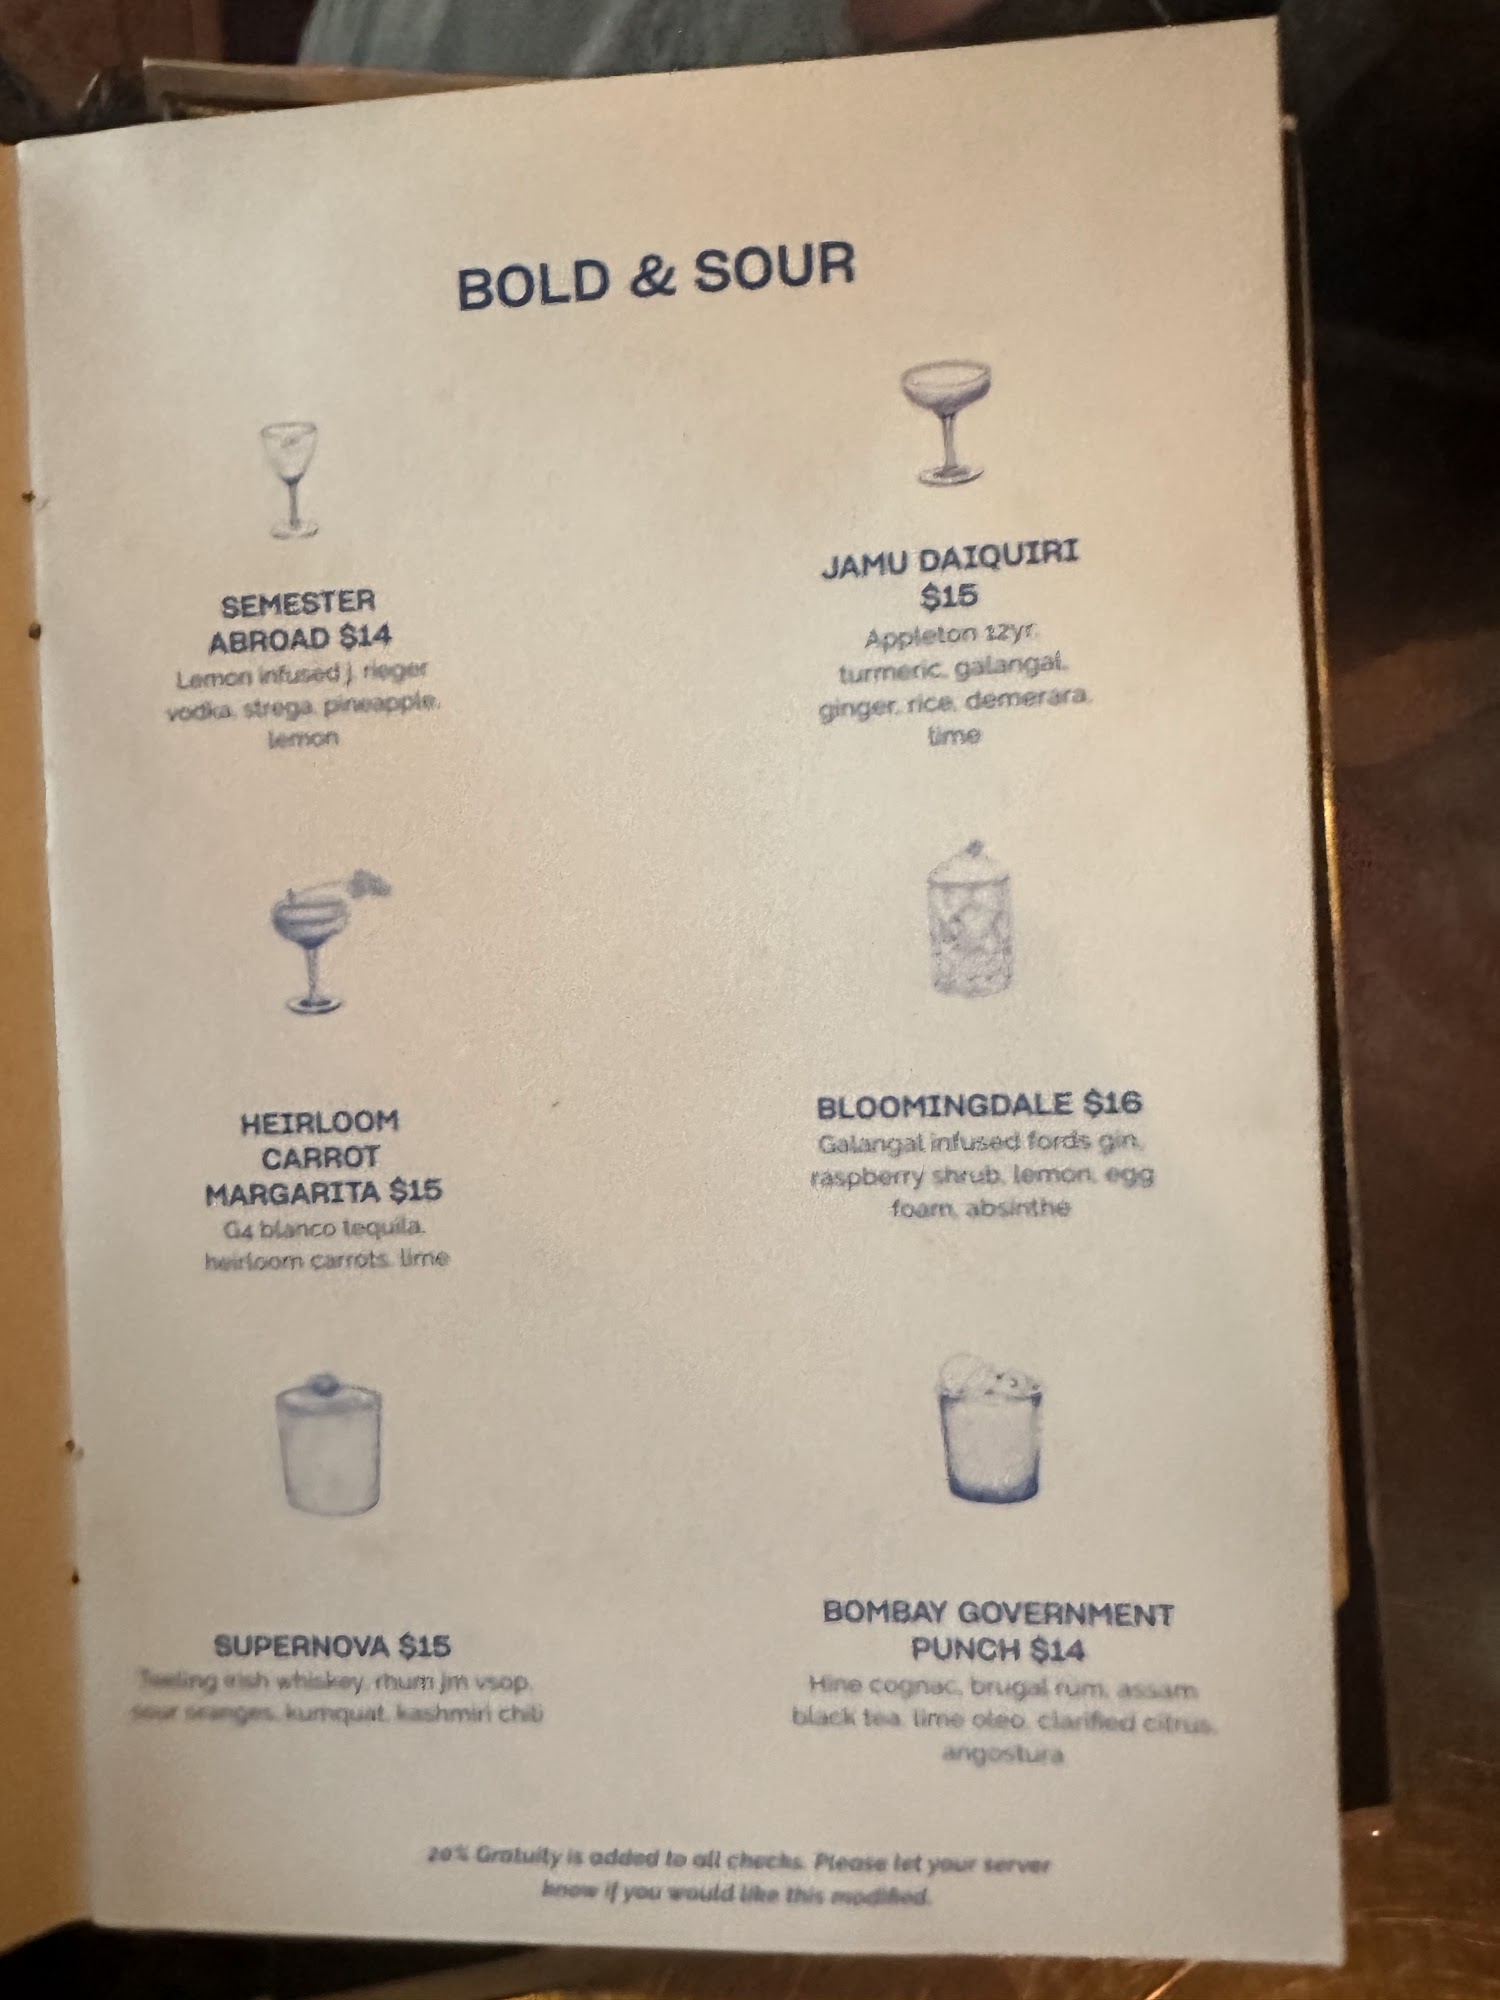 BOLD & SOUR
SEMESTER
ABROAD $14
Lemon infused j. rieger
vodka, strega, pineapple,
lemon
JAMU DAIQUIRI
$15
Appleton 12yr,
turmeric, galangal,
ginger, rice, demerara,
lime
HEIRLOOM
CARROT
MARGARITA $15
G4 blanco tequila,
heirloom carrots, lime
BLOOMINGDALE $16
Galangal infused fords gin,
raspberry shrub, lemon, egg
foam, absinthe
SUPERNOVA $15
Teeling irish whiskey, rhum jm vsop,
sour oranges, kumquat, kashmiri chili
BOMBAY GOVERNMENT
PUNCH $14
Hine cognac, brugal rum, assam
black tea, lime oleo, clarified citrus,
angostura
20% Gratuity is added to all checks. Please let your server
know if you would like this modified.